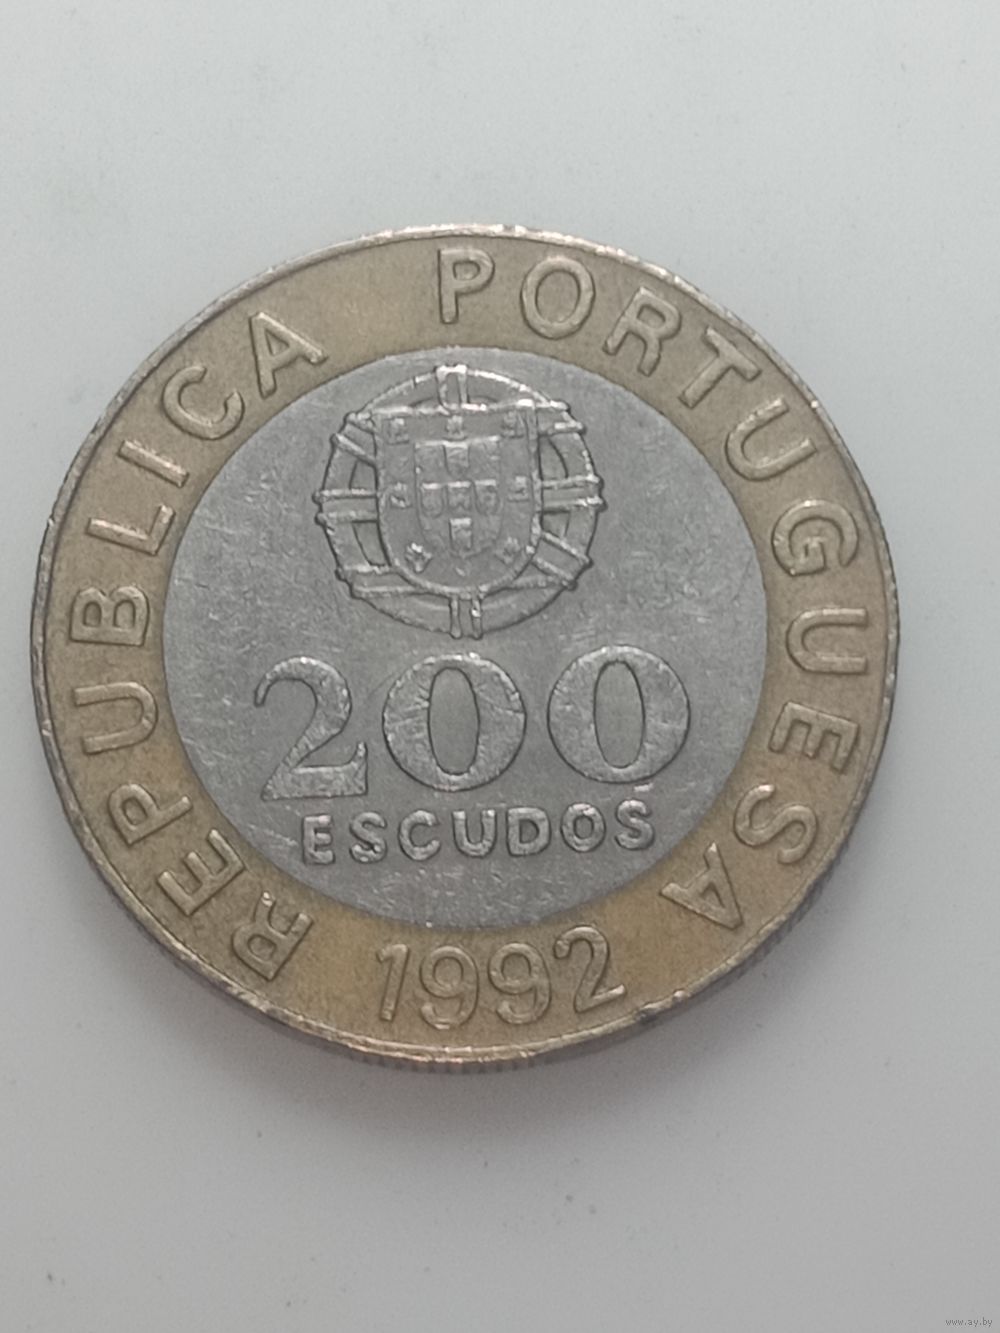 REPUBLICA PORTUGUESA
200
ESCUDOS
1992
www.ay.by